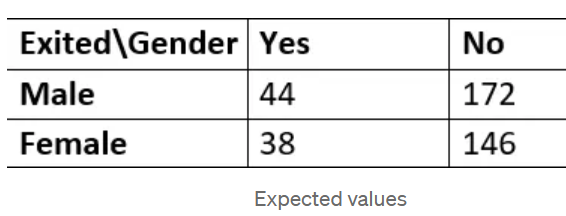 Exited\Gender Yes No
Male 44 172
Female 38 146
Expected values